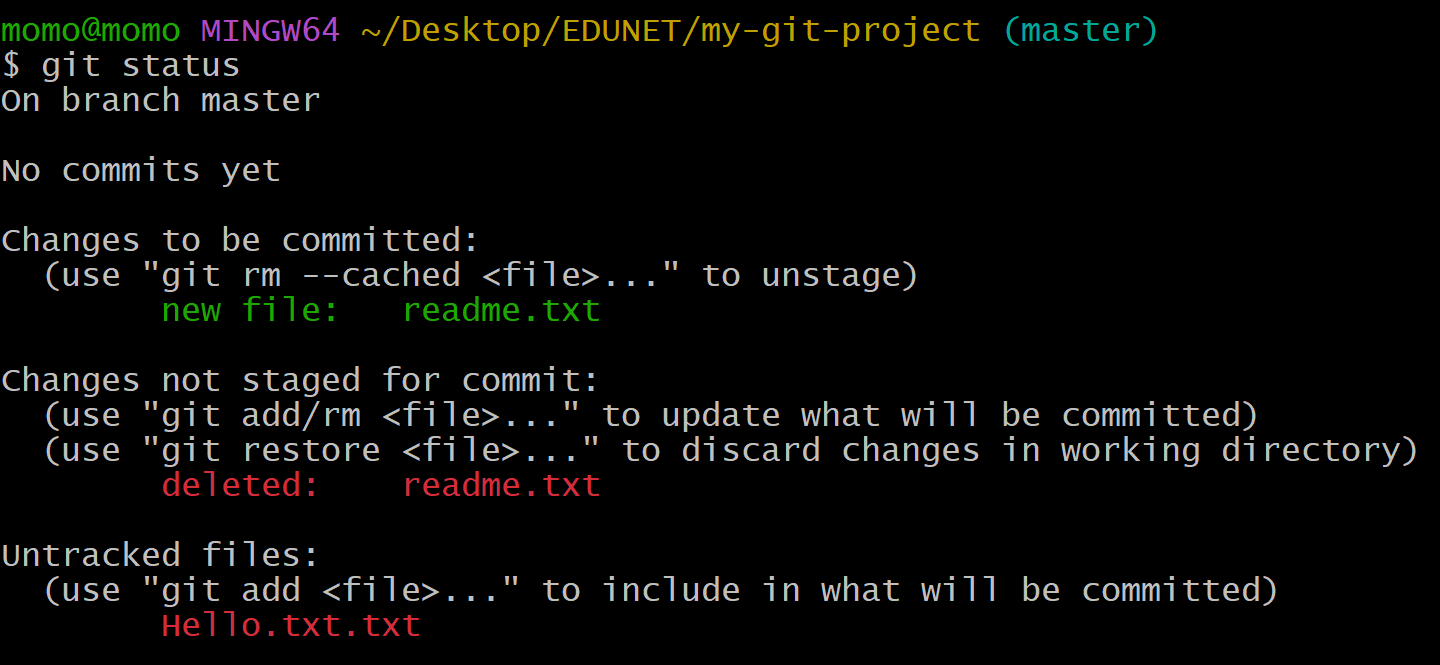 momo@momo MINGW64 ~/Desktop/EDUNET/my-git-project (master)
$ git status
On branch master

No commits yet

Changes to be committed:
  (use "git rm --cached <file>..." to unstage)
        new file:   readme.txt

Changes not staged for commit:
  (use "git add/rm <file>..." to update what will be committed)
  (use "git restore <file>..." to discard changes in working directory)
        deleted:    readme.txt

Untracked files:
  (use "git add <file>..." to include in what will be committed)
        Hello.txt.txt